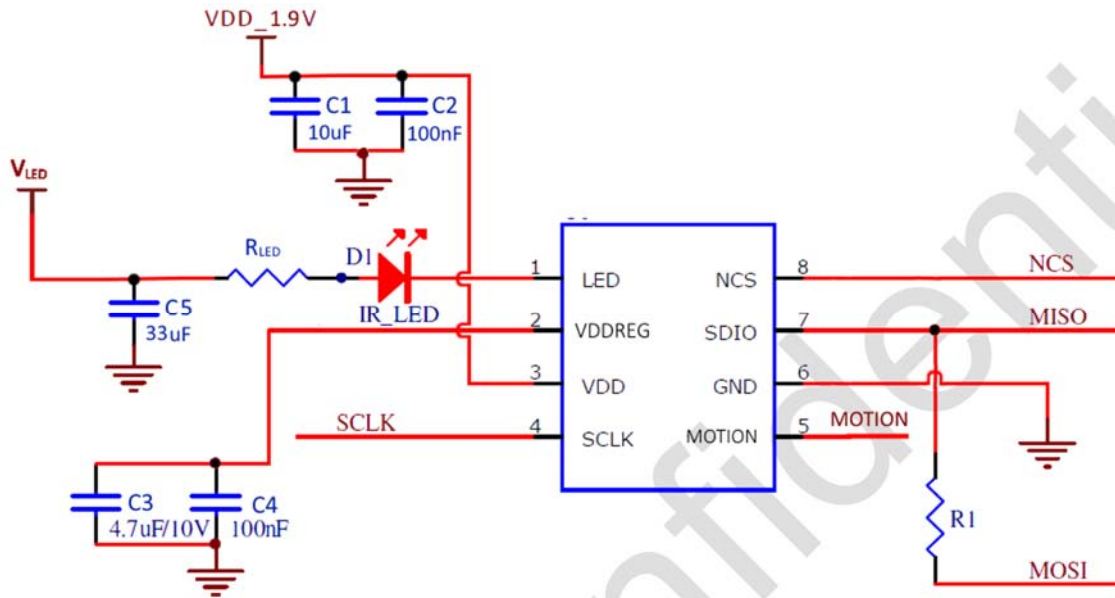 VDD_1.9V
C1
10uF
C2
100nF
VLED
RLED
D1
IR_LED
C5
33uF
1
LED
2
VDDREG
3
VDD
4
SCLK
SCLK
NCS
8
NCS
SDIO
7
MISO
GND
6
MOTION
5
MOTION
C3
4.7uF/10V
C4
100nF
R1
MOSI
nfidenti